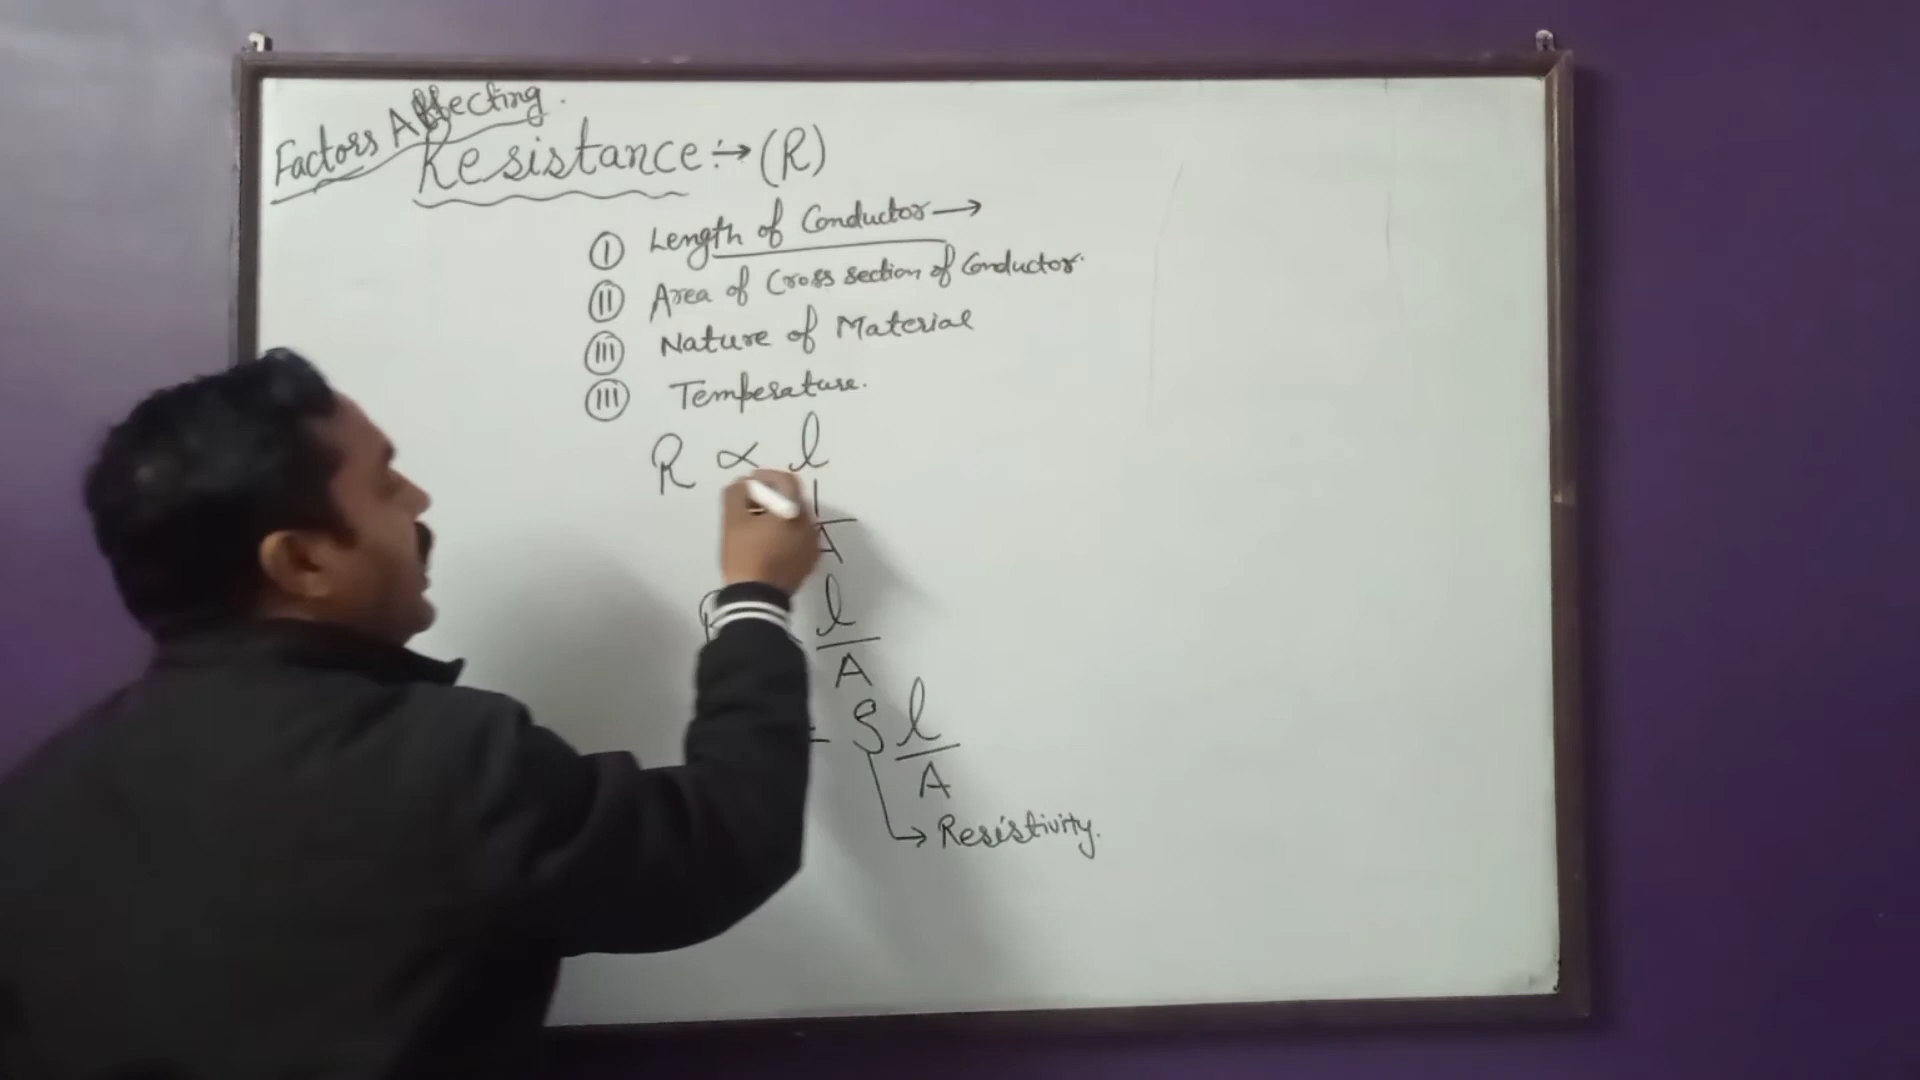 Factors Affecting.
Resistance:→(R)
I Length of Conductor→
II Area of Cross section of Conductor.
III Nature of Material
III Temperature.
R ∝ l
1
A
l
A
= ρ l
A
→ Resistivity.